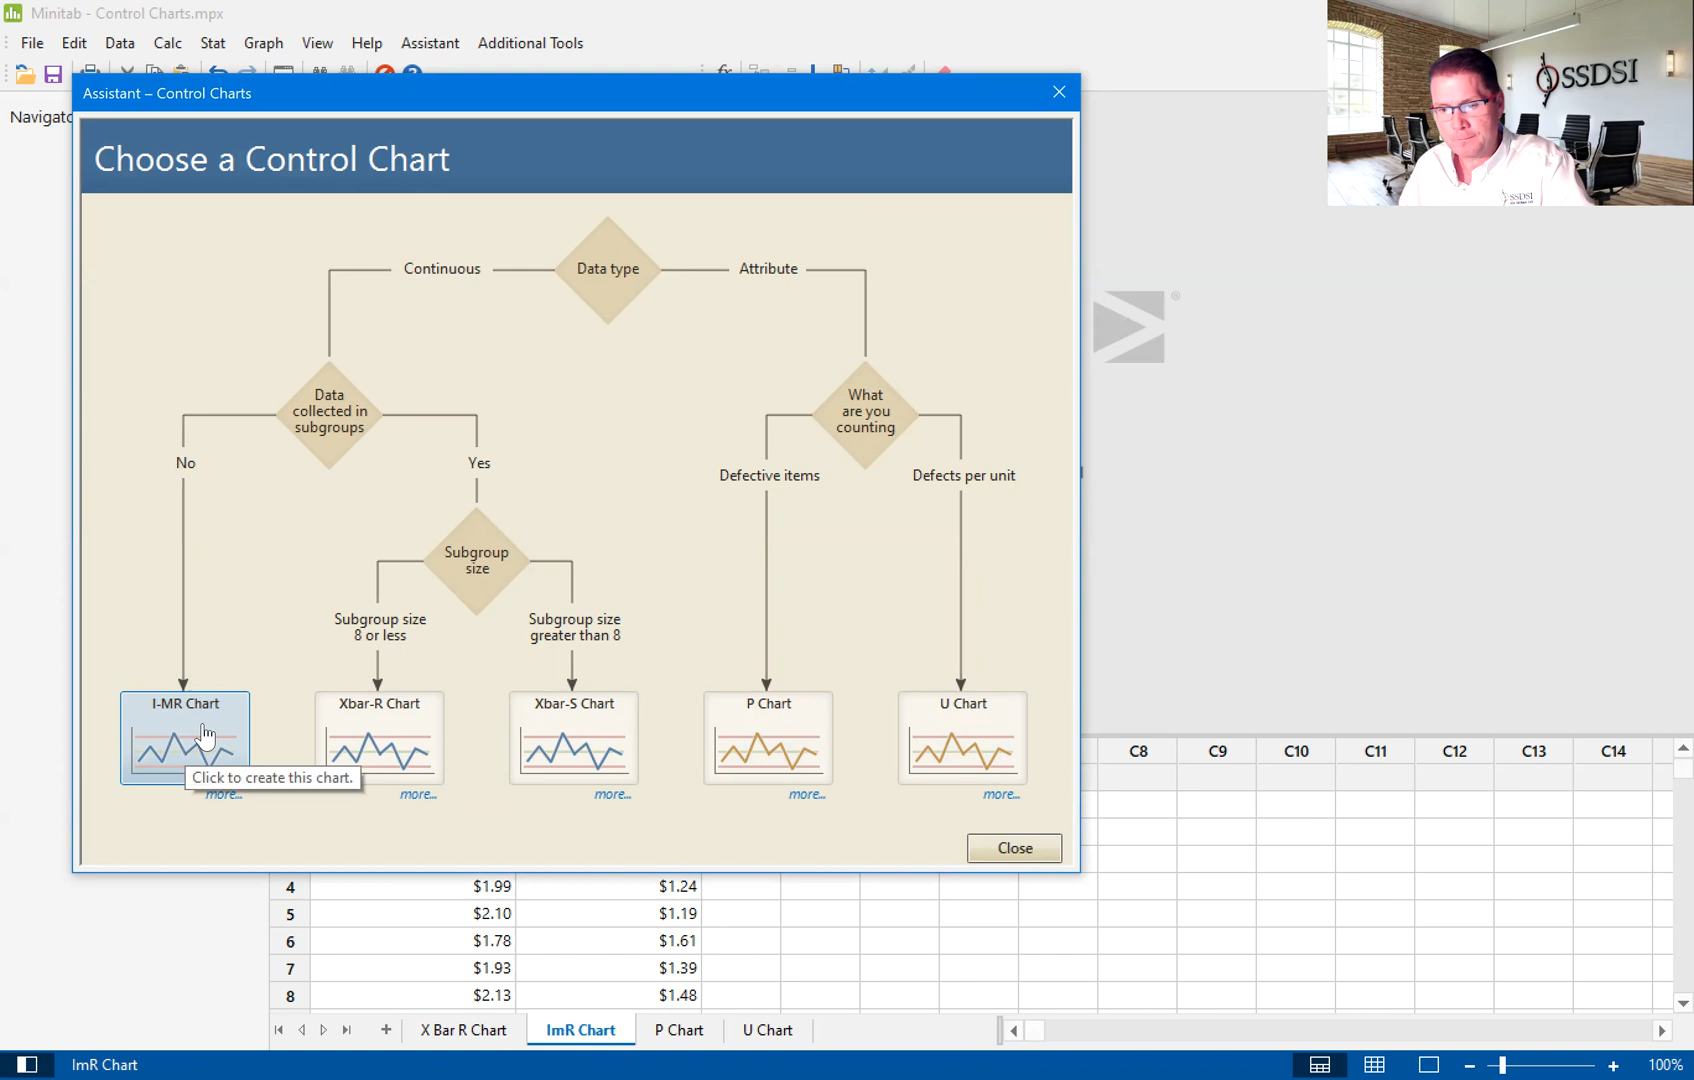 Minitab - Control Charts.mpx
File Edit Data Calc Stat Graph View Help Assistant Additional Tools
Navigato
Assistant – Control Charts
Choose a Control Chart
Data type
Continuous
Attribute
Data
collected in
subgroups
What
are you
counting
No
Yes
Defective items
Defects per unit
Subgroup
size
Subgroup size
8 or less
Subgroup size
greater than 8
I-MR Chart
Xbar-R Chart
Xbar-S Chart
P Chart
U Chart
Click to create this chart.
more...
more...
more...
more...
more...
Close
SSDSI
SSDSI
®
C8 C9 C10 C11 C12 C13 C14
4 $1.99 $1.24
5 $2.10 $1.19
6 $1.78 $1.61
7 $1.93 $1.39
8 $2.13 $1.48
X Bar R Chart ImR Chart P Chart U Chart
ImR Chart
100%